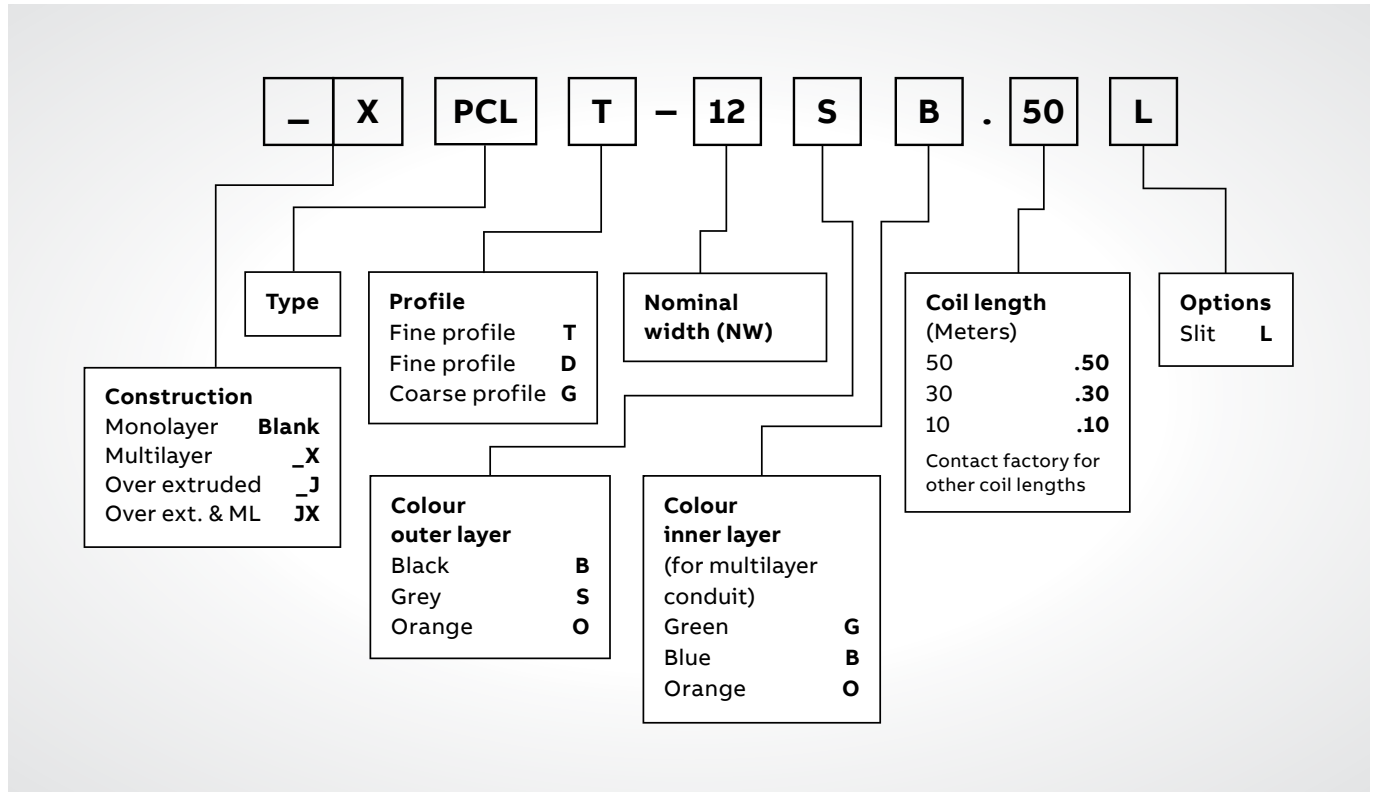 _ X PCL T – 12 S B . 50 L
Type
Profile
Fine profile T
Fine profile D
Coarse profile G
Nominal
width (NW)
Coil length
(Meters)
50 .50
30 .30
10 .10
Contact factory for
other coil lengths
Options
Slit L
Construction
Monolayer Blank
Multilayer _X
Over extruded _J
Over ext. & ML JX
Colour
outer layer
Black B
Grey S
Orange O
Colour
inner layer
(for multilayer
conduit)
Green G
Blue B
Orange O